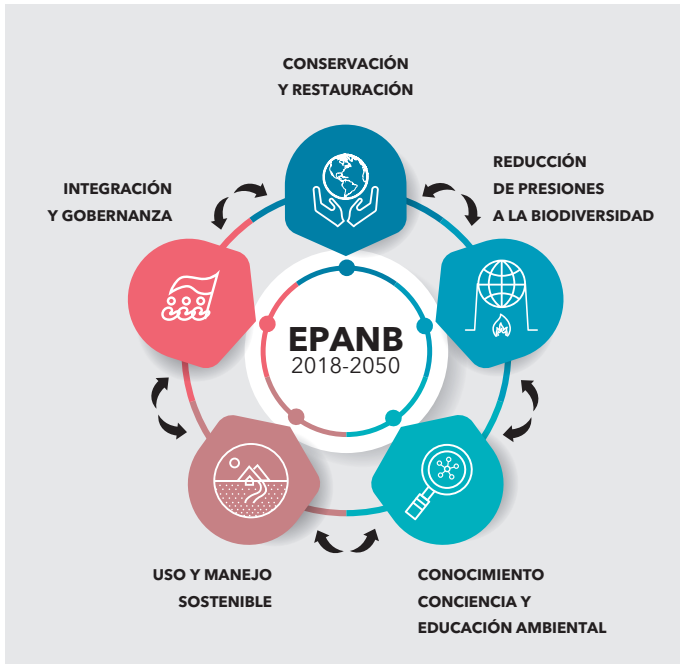 CONSERVACIÓN
Y RESTAURACIÓN
REDUCCIÓN
DE PRESIONES
A LA BIODIVERSIDAD
INTEGRACIÓN
Y GOBERNANZA
EPANB
2018-2050
USO Y MANEJO
SOSTENIBLE
CONOCIMIENTO
CONCIENCIA Y
EDUCACIÓN AMBIENTAL